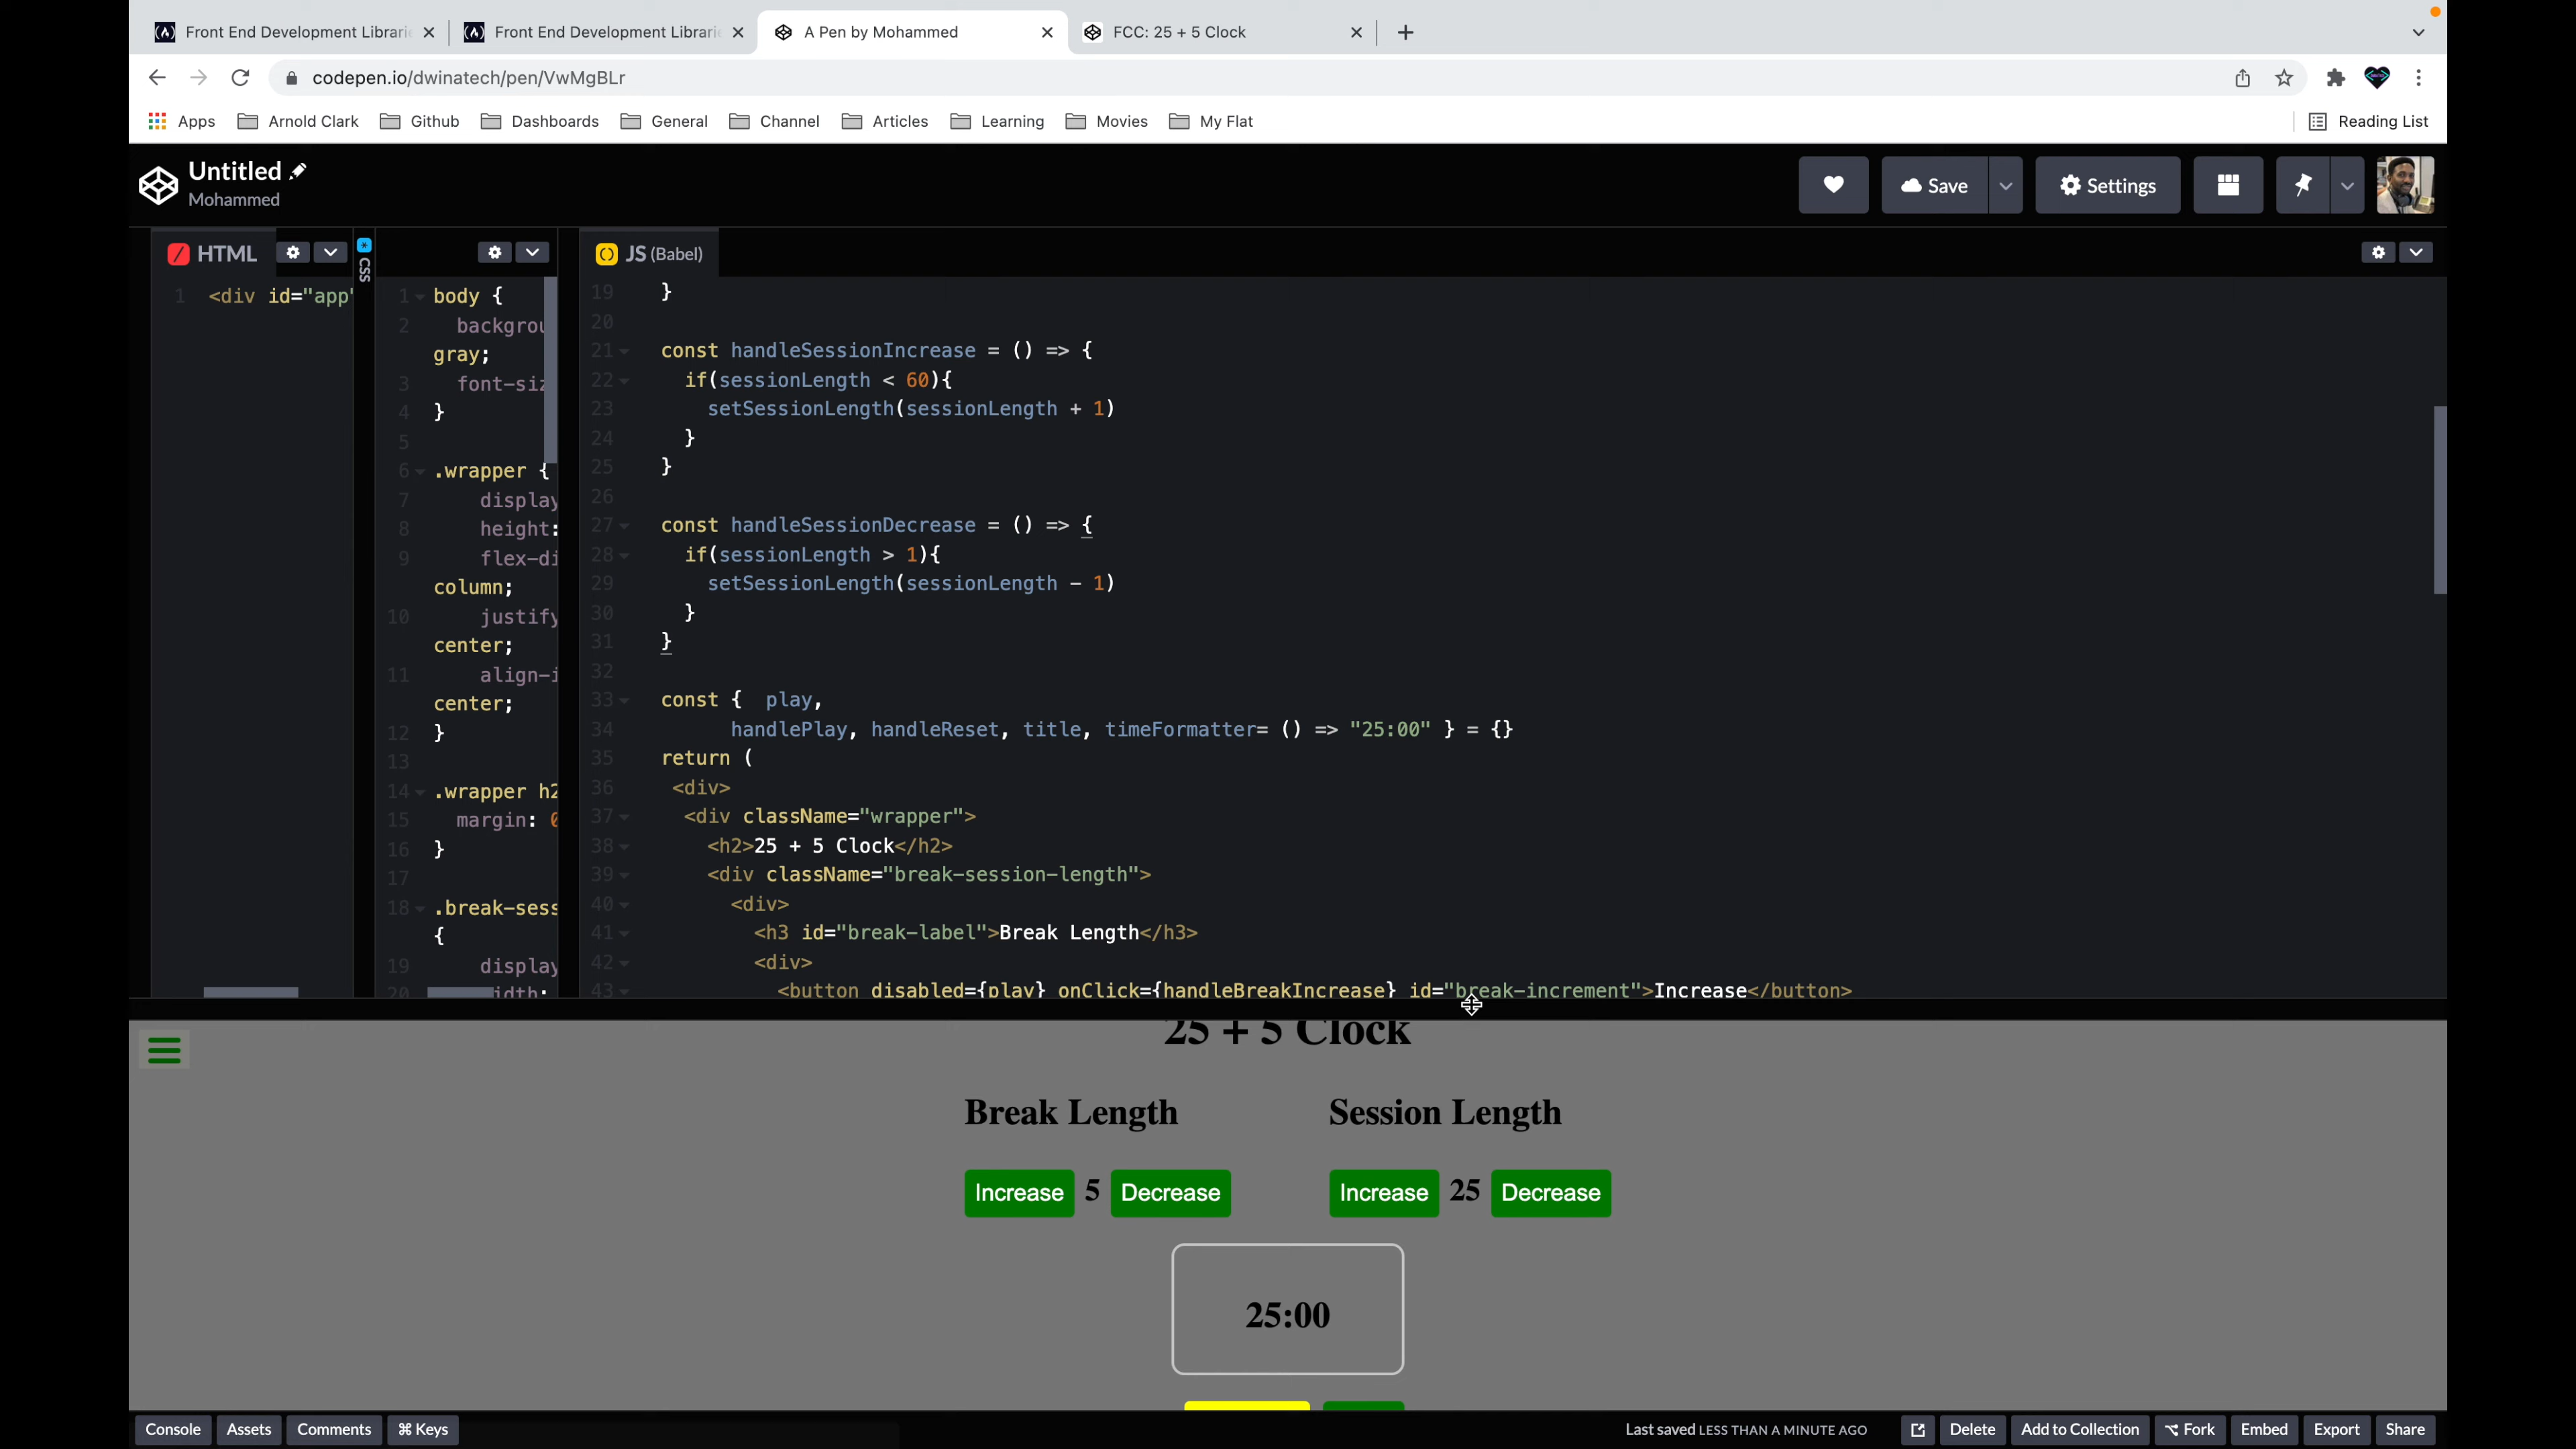 Front End Development Librarie
Front End Development Librarie
A Pen by Mohammed
FCC: 25 + 5 Clock
codepen.io/dwinatech/pen/VwMgBLr
Apps
Arnold Clark
Github
Dashboards
General
Channel
Articles
Learning
Movies
My Flat
Reading List
Untitled
Mohammed
Save
Settings
HTML
1 <div id="app"
CSS
1 body {
2 backgrou
gray;
3 font-siz
4 }
5
6 .wrapper {
7 display
8 height:
9 flex-di
column;
10 justify
center;
11 align-i
center;
12 }
13
14 .wrapper h2
15 margin: 0
16 }
17
18 .break-sess
{
19 display
20 width:
JS (Babel)
19 }
20
21 const handleSessionIncrease = () => {
22 if(sessionLength < 60){
23 setSessionLength(sessionLength + 1)
24 }
25 }
26
27 const handleSessionDecrease = () => {
28 if(sessionLength > 1){
29 setSessionLength(sessionLength - 1)
30 }
31 }
32
33 const { play,
34 handlePlay, handleReset, title, timeFormatter= () => "25:00" } = {}
35 return (
36 <div>
37 <div className="wrapper">
38 <h2>25 + 5 Clock</h2>
39 <div className="break-session-length">
40 <div>
41 <h3 id="break-label">Break Length</h3>
42 <div>
43 <button disabled={play} onClick={handleBreakIncrease} id="break-increment">Increase</button>
25 + 5 Clock
Break Length
Session Length
Increase 5 Decrease
Increase 25 Decrease
25:00
Console
Assets
Comments
⌘ Keys
Last saved LESS THAN A MINUTE AGO
Delete
Add to Collection
⌥ Fork
Embed
Export
Share